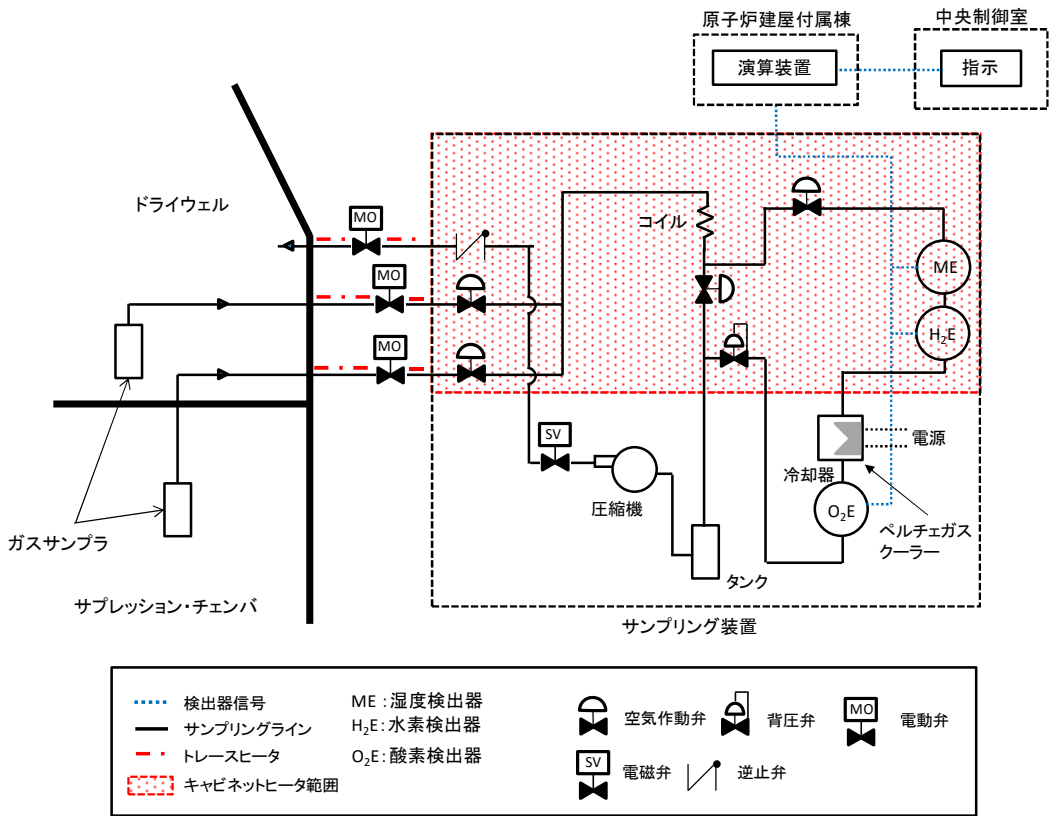 原子炉建屋付属棟
中央制御室
演算装置
指示
ドライウェル
MO
コイル
MO
ME
H₂E
MO
SV
電源
冷却器
圧縮機
O₂E
ペルチェガス
クーラー
ガスサンプラ
タンク
サプレッション・チェンバ
サンプリング装置
検出器信号
サンプリングライン
トレースヒータ
キャビネットヒータ範囲
ME:湿度検出器
H₂E:水素検出器
O₂E:酸素検出器
空気作動弁
背圧弁
MO
電動弁
SV
電磁弁
逆止弁